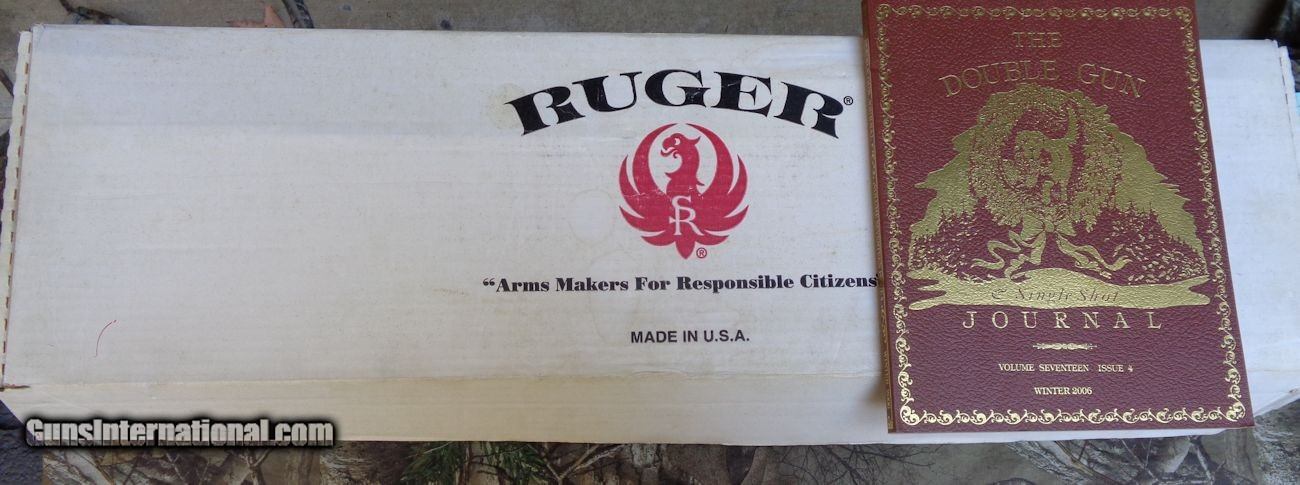 RUGER®
SR
®
“Arms Makers For Responsible Citizens”
MADE IN U.S.A.
THE
DOUBLE GUN
& Single Shot
JOURNAL
VOLUME SEVENTEEN ISSUE 4
WINTER 2006
GunsInternational.com